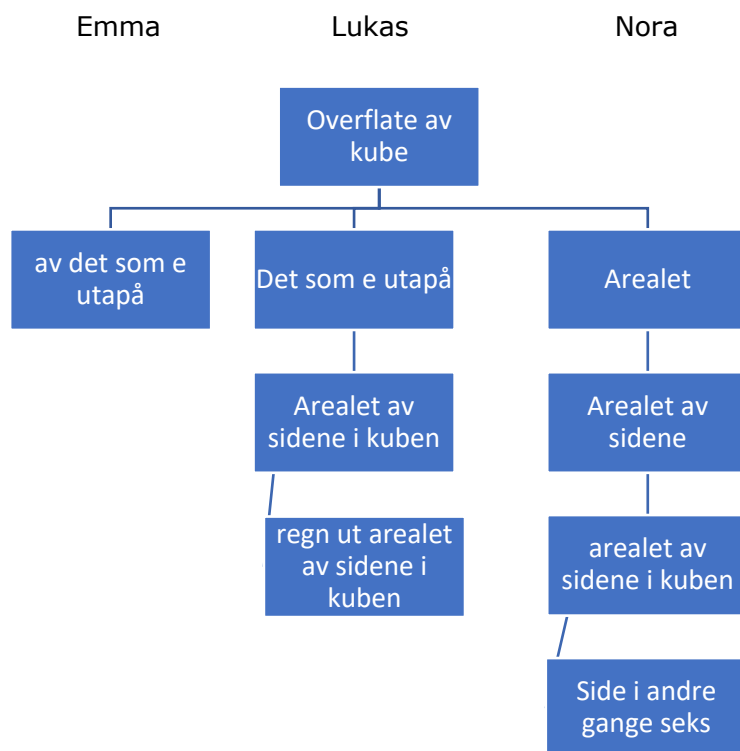 Emma
Lukas
Nora
Overflate av
kube
av det som e
utapå
Det som e utapå
Arealet
Arealet av
sidene i kuben
Arealet av
sidene
regn ut arealet
av sidene i
kuben
arealet av
sidene i kuben
Side i andre
gange seks